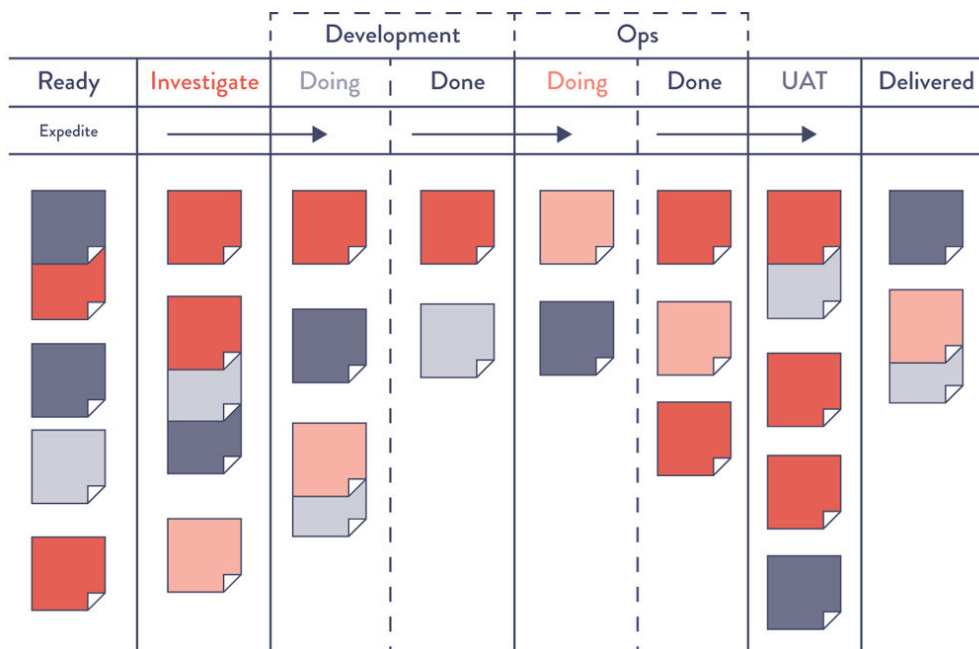 Development Ops
Ready Investigate Doing Done Doing Done UAT Delivered
Expedite